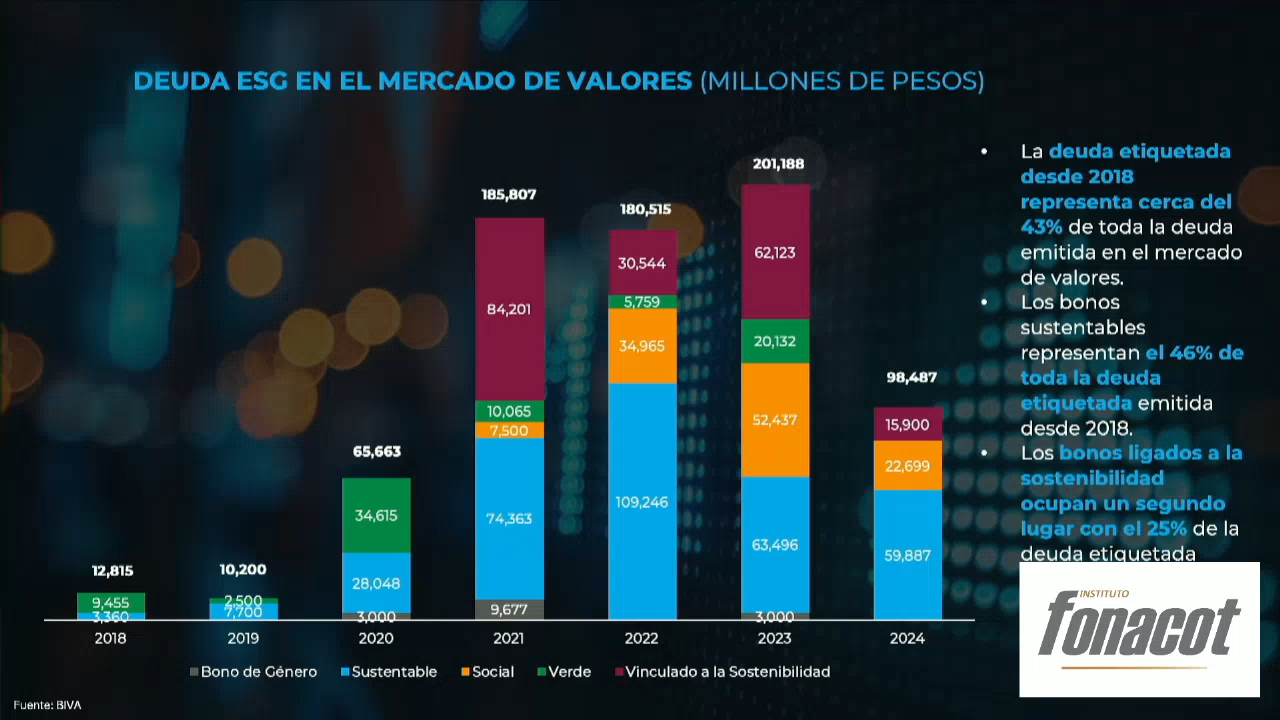 DEUDA ESG EN EL MERCADO DE VALORES (MILLONES DE PESOS)
201,188
185,807
180,515
62,123
30,544
84,201
5,759
20,132
34,965
98,487
10,065
7,500
52,437
15,900
65,663
22,699
34,615
74,363
109,246
63,496
59,887
12,815
10,200
28,048
9,455
2,500
3,360
7,700
3,000
9,677
3,000
2018 2019 2020 2021 2022 2023 2024
Bono de Género Sustentable Social Verde Vinculado a la Sostenibilidad
• La deuda etiquetada
desde 2018
representa cerca del
43% de toda la deuda
emitida en el mercado
de valores.
• Los bonos
sustentables
representan el 46% de
toda la deuda
etiquetada emitida
desde 2018.
• Los bonos ligados a la
sostenibilidad
ocupan un segundo
lugar con el 25% de la
deuda etiquetada
INSTITUTO
fonacot
Fuente: BIVA